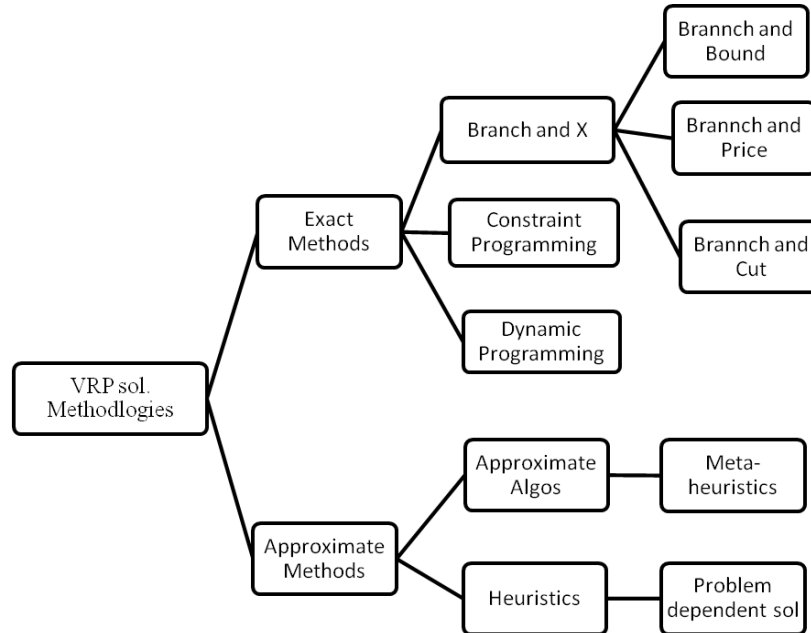 Brannch and
Bound
Branch and X
Brannch and
Price
Exact
Methods
Constraint
Programming
Brannch and
Cut
Dynamic
Programming
VRP sol.
Methodlogies
Approximate
Algos
Meta-
heuristics
Approximate
Methods
Heuristics
Problem
dependent sol